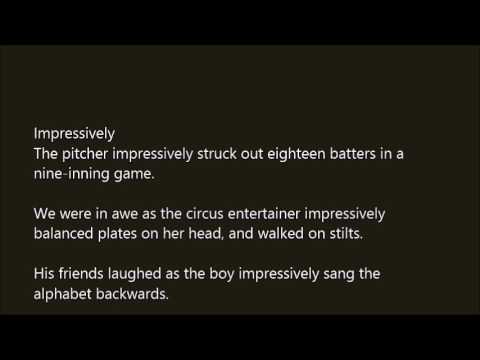 Impressively
The pitcher impressively struck out eighteen batters in a
nine-inning game.
We were in awe as the circus entertainer impressively
balanced plates on her head, and walked on stilts.
His friends laughed as the boy impressively sang the
alphabet backwards.